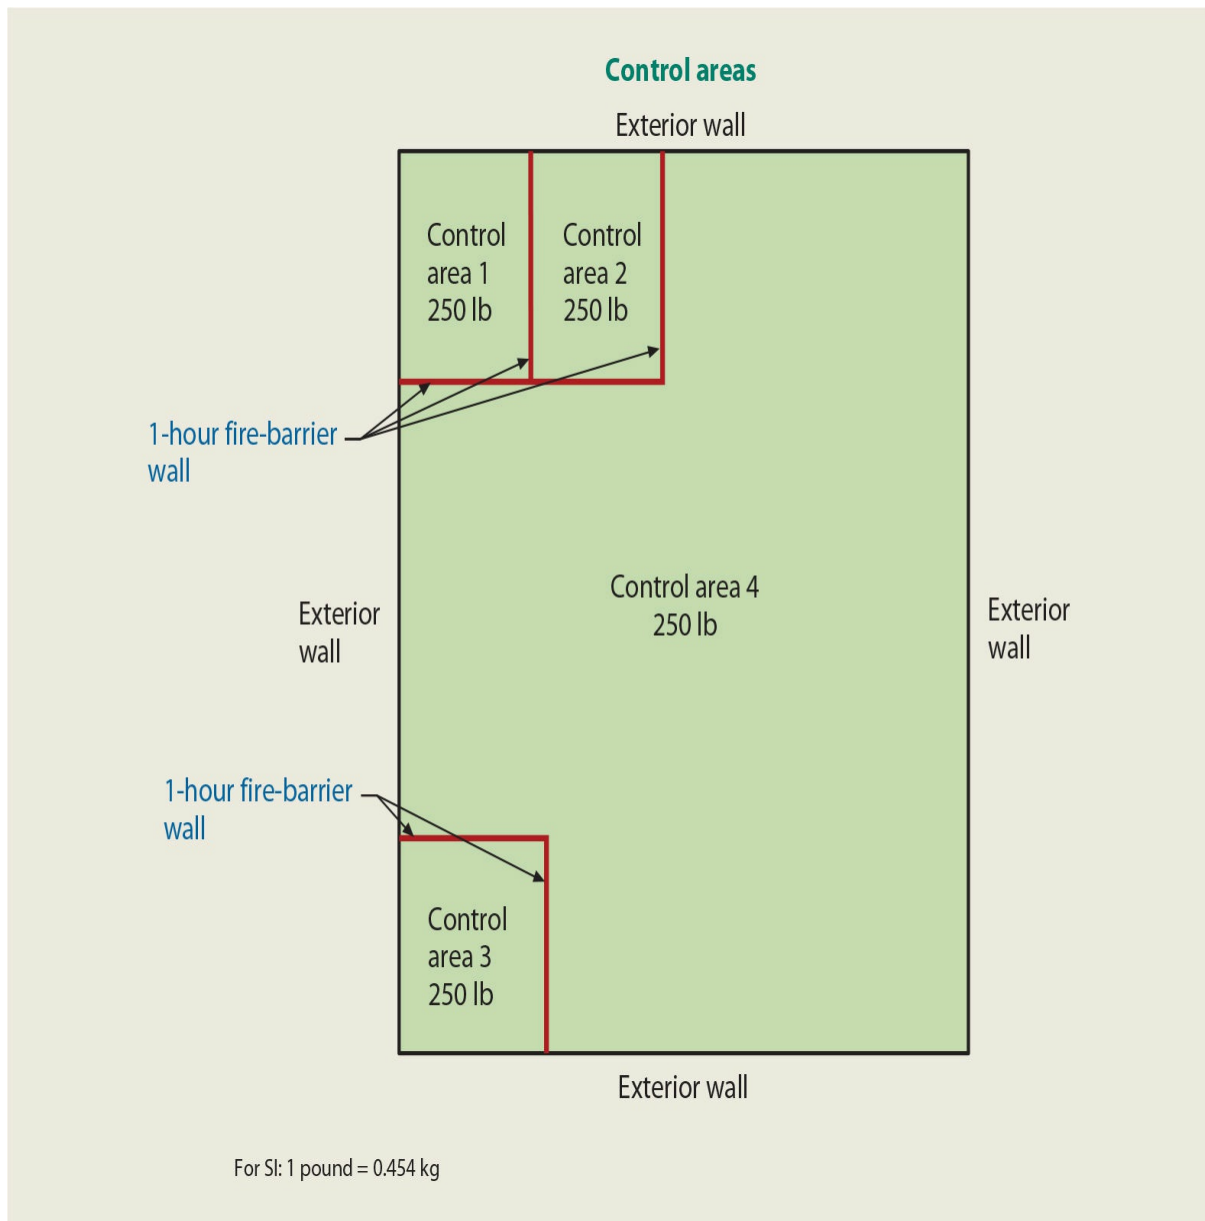 Control areas
Exterior wall
Control
area 1
250 lb
Control
area 2
250 lb
1-hour fire-barrier
wall
Control area 4
250 lb
Exterior
wall
Exterior
wall
1-hour fire-barrier
wall
Control
area 3
250 lb
Exterior wall
For SI: 1 pound = 0.454 kg